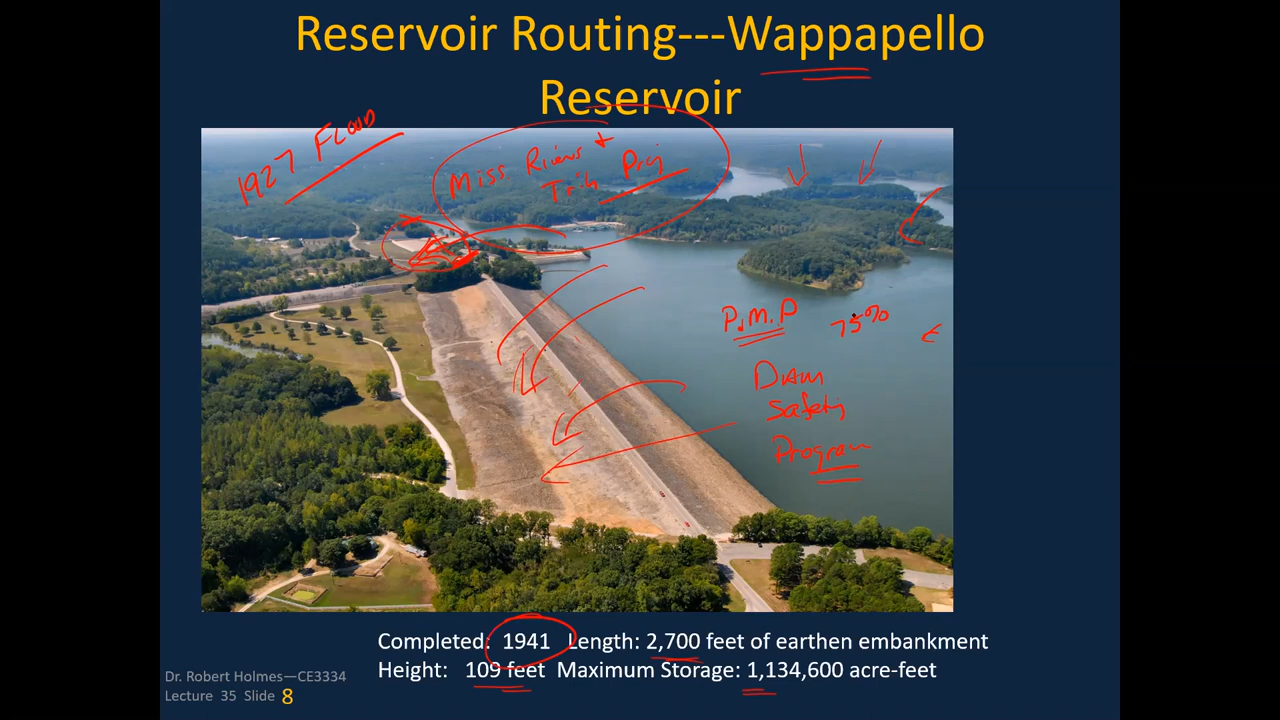 Reservoir Routing---Wappapello
Reservoir
1927 FLOOD
Miss Rivers +
Trib Proj
P.M.P 75%
DAM
Safety
Program
Completed: 1941 Length: 2,700 feet of earthen embankment
Height: 109 feet Maximum Storage: 1,134,600 acre-feet
Dr. Robert Holmes—CE3334
Lecture 35 Slide 8